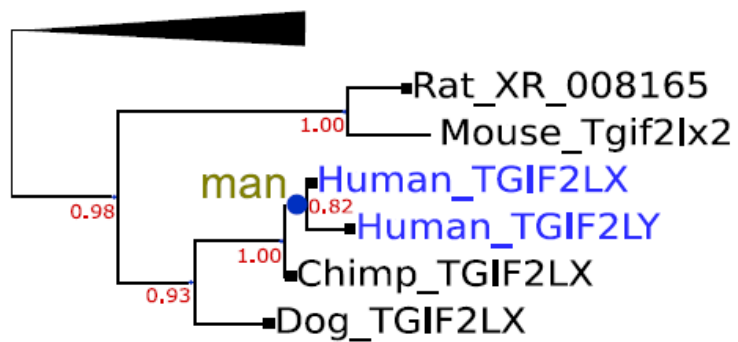 Rat_XR_008165
1.00
Mouse_Tgif2lx2
man
Human_TGIF2LX
0.98
0.82
Human_TGIF2LY
1.00
Chimp_TGIF2LX
0.93
Dog_TGIF2LX